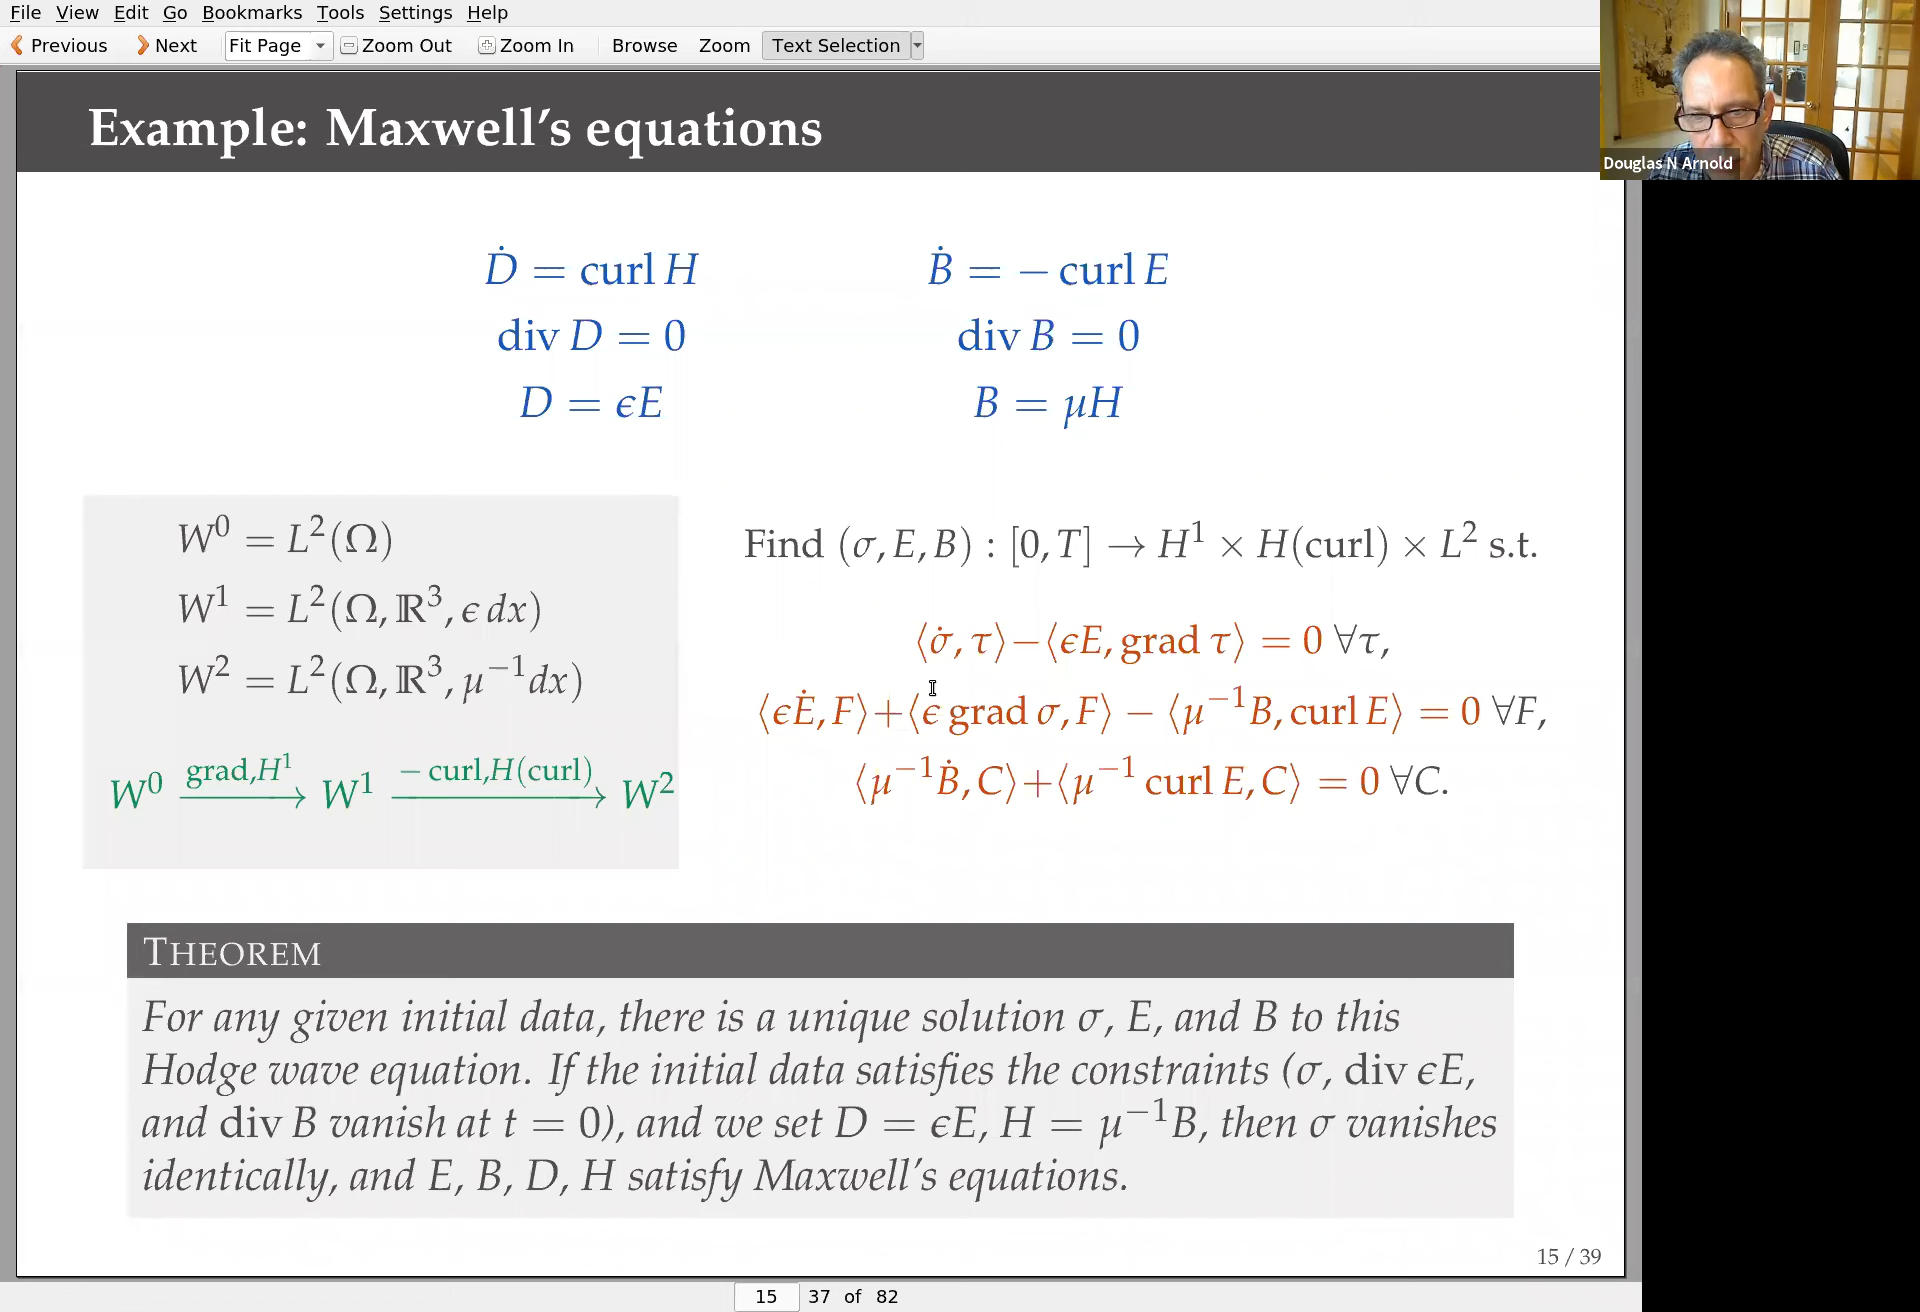 File View Edit Go Bookmarks Tools Settings Help
Previous Next Fit Page Zoom Out Zoom In Browse Zoom Text Selection
Douglas N Arnold
Example: Maxwell's equations
Ḋ = curl H Ḃ = − curl E
div D = 0 div B = 0
D = ϵE B = μH
W⁰ = L²(Ω)
W¹ = L²(Ω, ℝ³, ϵ dx)
W² = L²(Ω, ℝ³, μ⁻¹dx)
W⁰ grad,H¹ → W¹ − curl,H(curl) → W²
Find (σ, E, B) : [0, T] → H¹ × H(curl) × L² s.t.
⟨σ̇, τ⟩−⟨ϵE, grad τ⟩ = 0 ∀τ,
⟨ϵĖ, F⟩+⟨ϵ grad σ, F⟩ − ⟨μ⁻¹B, curl E⟩ = 0 ∀F,
⟨μ⁻¹Ḃ, C⟩+⟨μ⁻¹ curl E, C⟩ = 0 ∀C.
THEOREM
For any given initial data, there is a unique solution σ, E, and B to this
Hodge wave equation. If the initial data satisfies the constraints (σ, div ϵE,
and div B vanish at t = 0), and we set D = ϵE, H = μ⁻¹B, then σ vanishes
identically, and E, B, D, H satisfy Maxwell's equations.
15 / 39
15 37 of 82